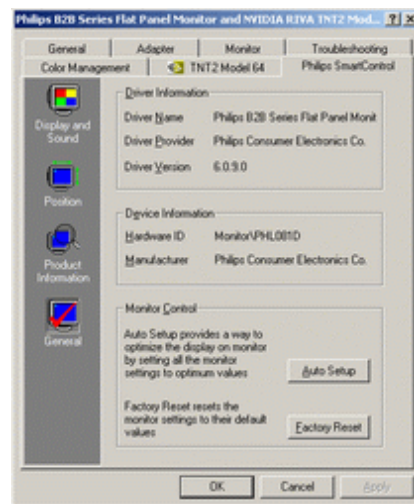 Philips B2B Series Flat Panel Monitor and NVIDIA RIVA TNT2 Mod...
General Adapter Monitor Troubleshooting
Color Management TNT2 Model 64 Philips SmartControl
Display and
Sound
Position
Product
Information
General
Driver Information
Driver Name Philips B2B Series Flat Panel Monit
Driver Provider Philips Consumer Electronics Co.
Driver Version 6.0.9.0
Device Information
Hardware ID Monitor\PHL081D
Manufacturer Philips Consumer Electronics Co.
Monitor Control
Auto Setup provides a way to
optimize the display on monitor
by setting all the monitor
settings to optimum values
Auto Setup
Factory Reset resets the
monitor settings to their default
values
Factory Reset
OK Cancel Apply